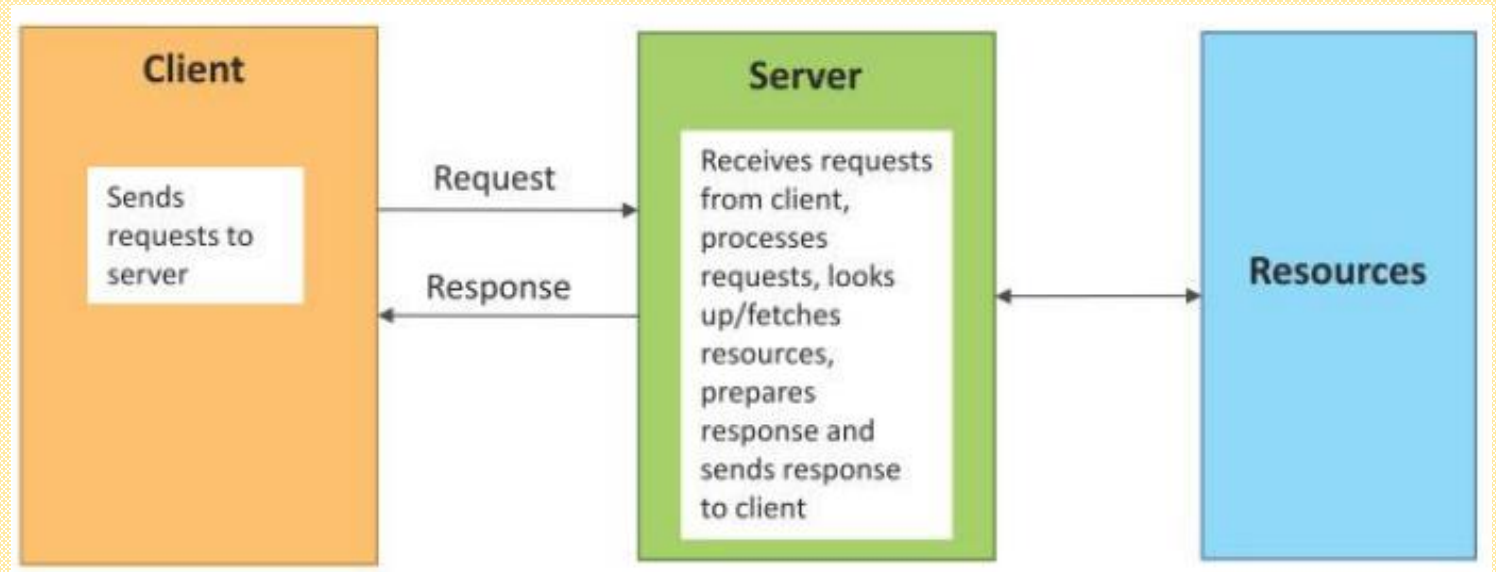 Client
Sends
requests to
server
Request
Response
Server
Receives requests
from client,
processes
requests, looks
up/fetches
resources,
prepares
response and
sends response
to client
Resources